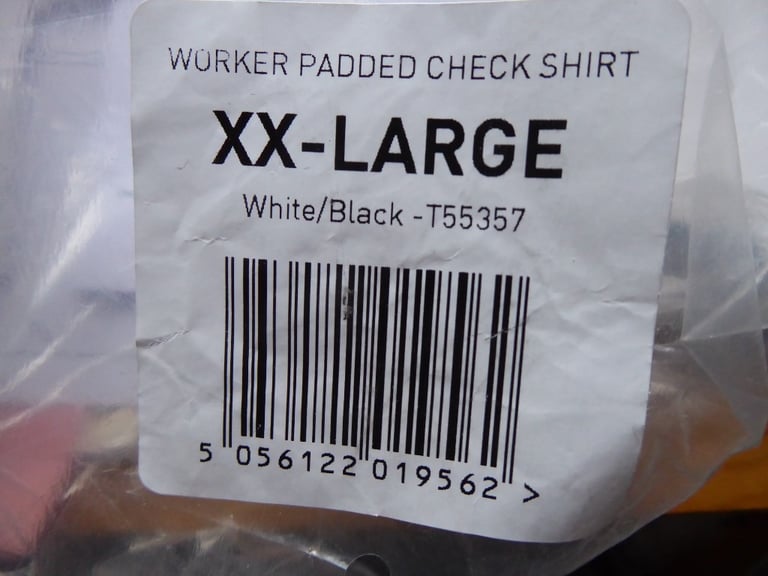 WORKER PADDED CHECK SHIRT
XX-LARGE
White/Black -T55357
5 056122 019562 >